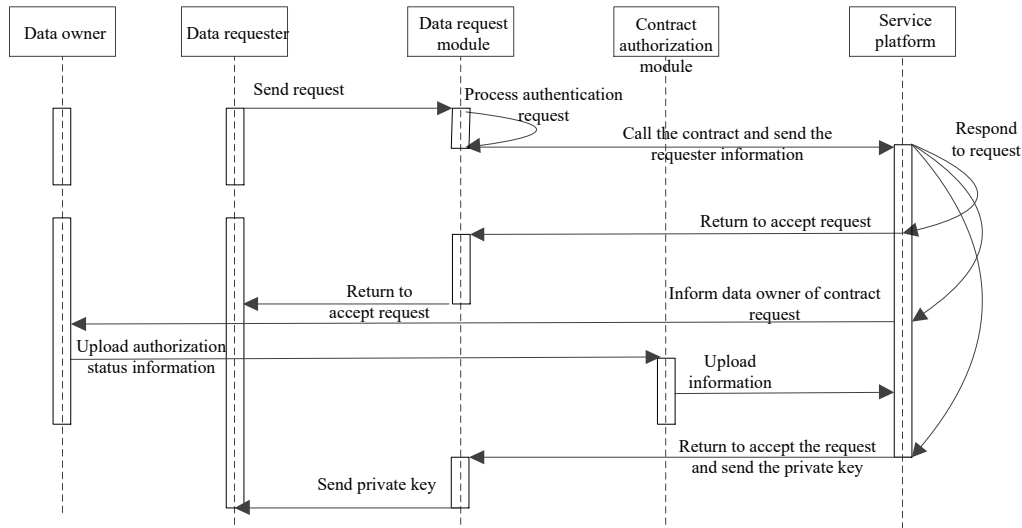 Data owner
Data requester
Data request
module
Contract
authorization
module
Service
platform
Send request
Process authentication
request
Call the contract and send the
requester information
Respond
to request
Return to accept request
Return to
accept request
Inform data owner of contract
request
Upload authorization
status information
Upload
information
Return to accept the request
and send the private key
Send private key